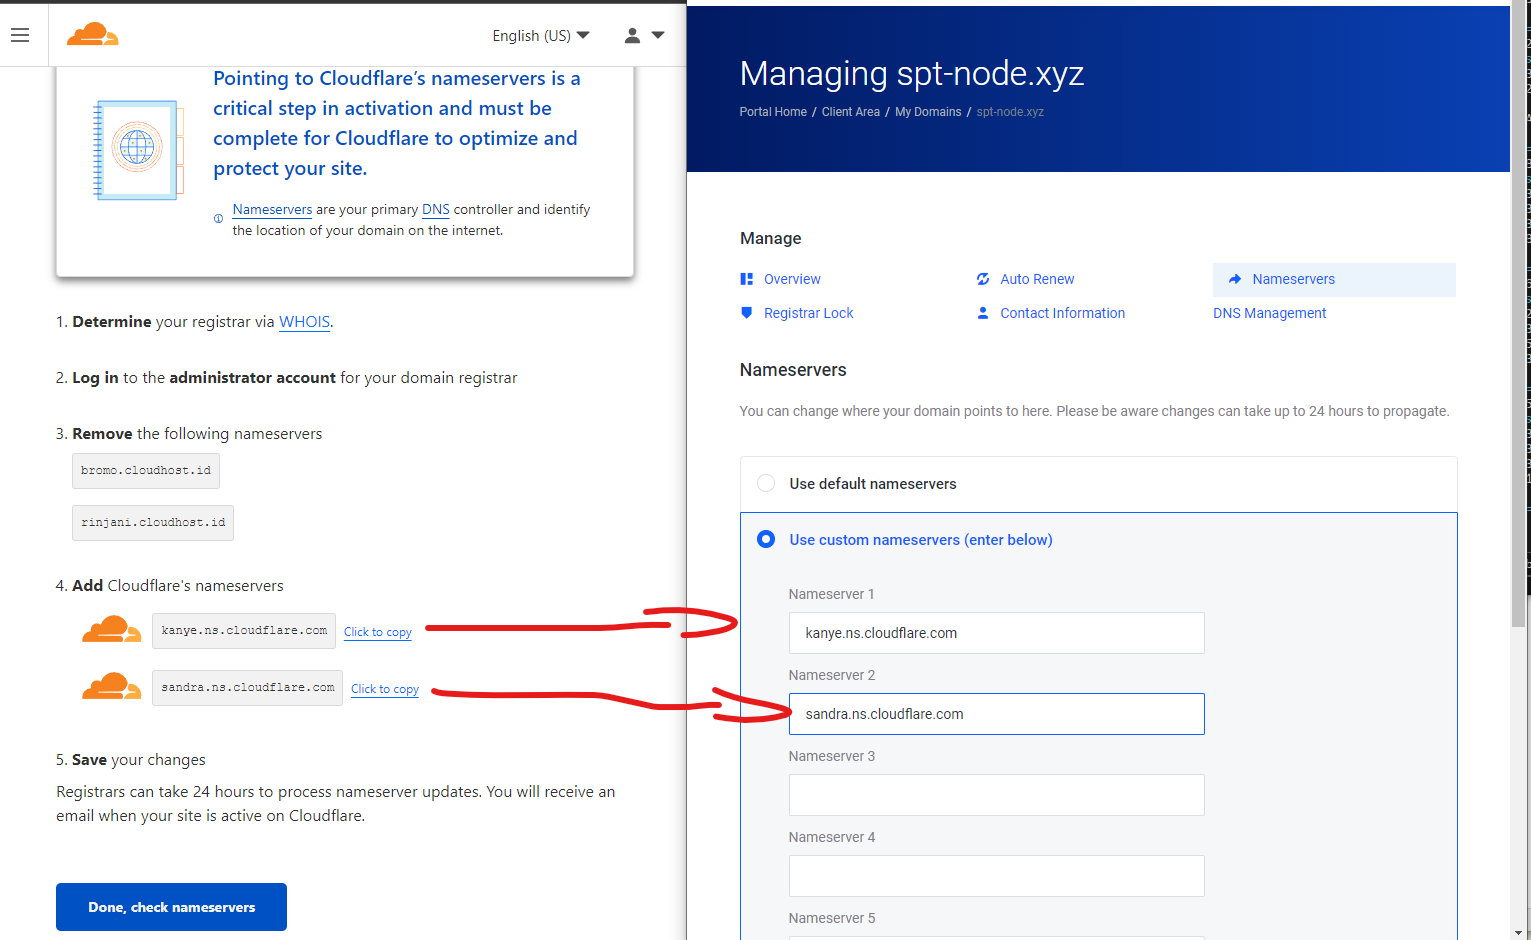 English (US)
Pointing to Cloudflare's nameservers is a
critical step in activation and must be
complete for Cloudflare to optimize and
protect your site.
Nameservers are your primary DNS controller and identify
the location of your domain on the internet.
1. Determine your registrar via WHOIS.
2. Log in to the administrator account for your domain registrar
3. Remove the following nameservers
bromo.cloudhost.id
rinjani.cloudhost.id
4. Add Cloudflare's nameservers
kanye.ns.cloudflare.com Click to copy
sandra.ns.cloudflare.com Click to copy
5. Save your changes
Registrars can take 24 hours to process nameserver updates. You will receive an
email when your site is active on Cloudflare.
Done, check nameservers
Managing spt-node.xyz
Portal Home / Client Area / My Domains / spt-node.xyz
Manage
Overview
Auto Renew
Nameservers
Registrar Lock
Contact Information
DNS Management
Nameservers
You can change where your domain points to here. Please be aware changes can take up to 24 hours to propagate.
Use default nameservers
Use custom nameservers (enter below)
Nameserver 1
kanye.ns.cloudflare.com
Nameserver 2
sandra.ns.cloudflare.com
Nameserver 3
Nameserver 4
Nameserver 5